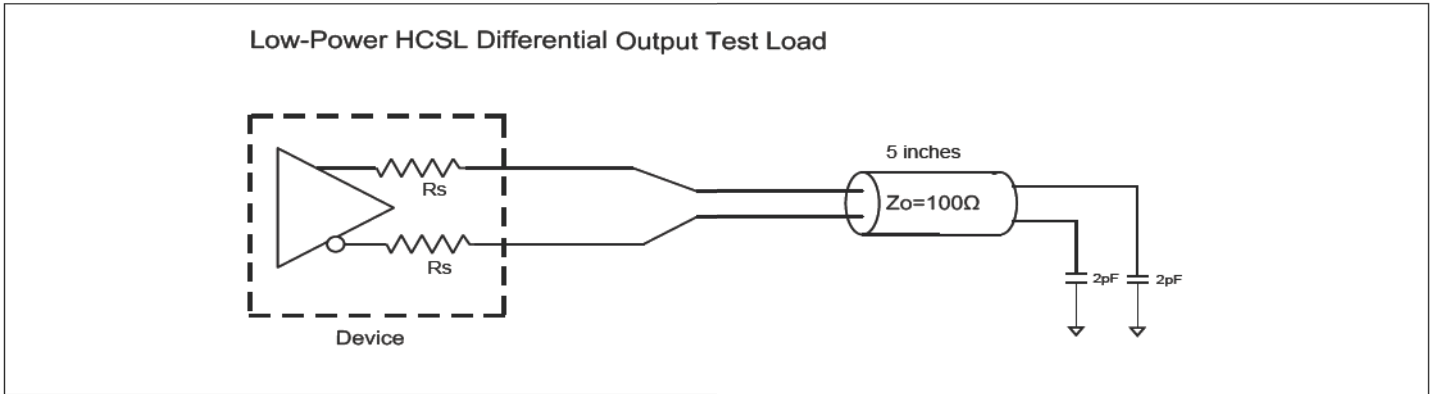 Low-Power HCSL Differential Output Test Load
5 inches
Rs
Zo=100Ω
Rs
2pF
2pF
Device